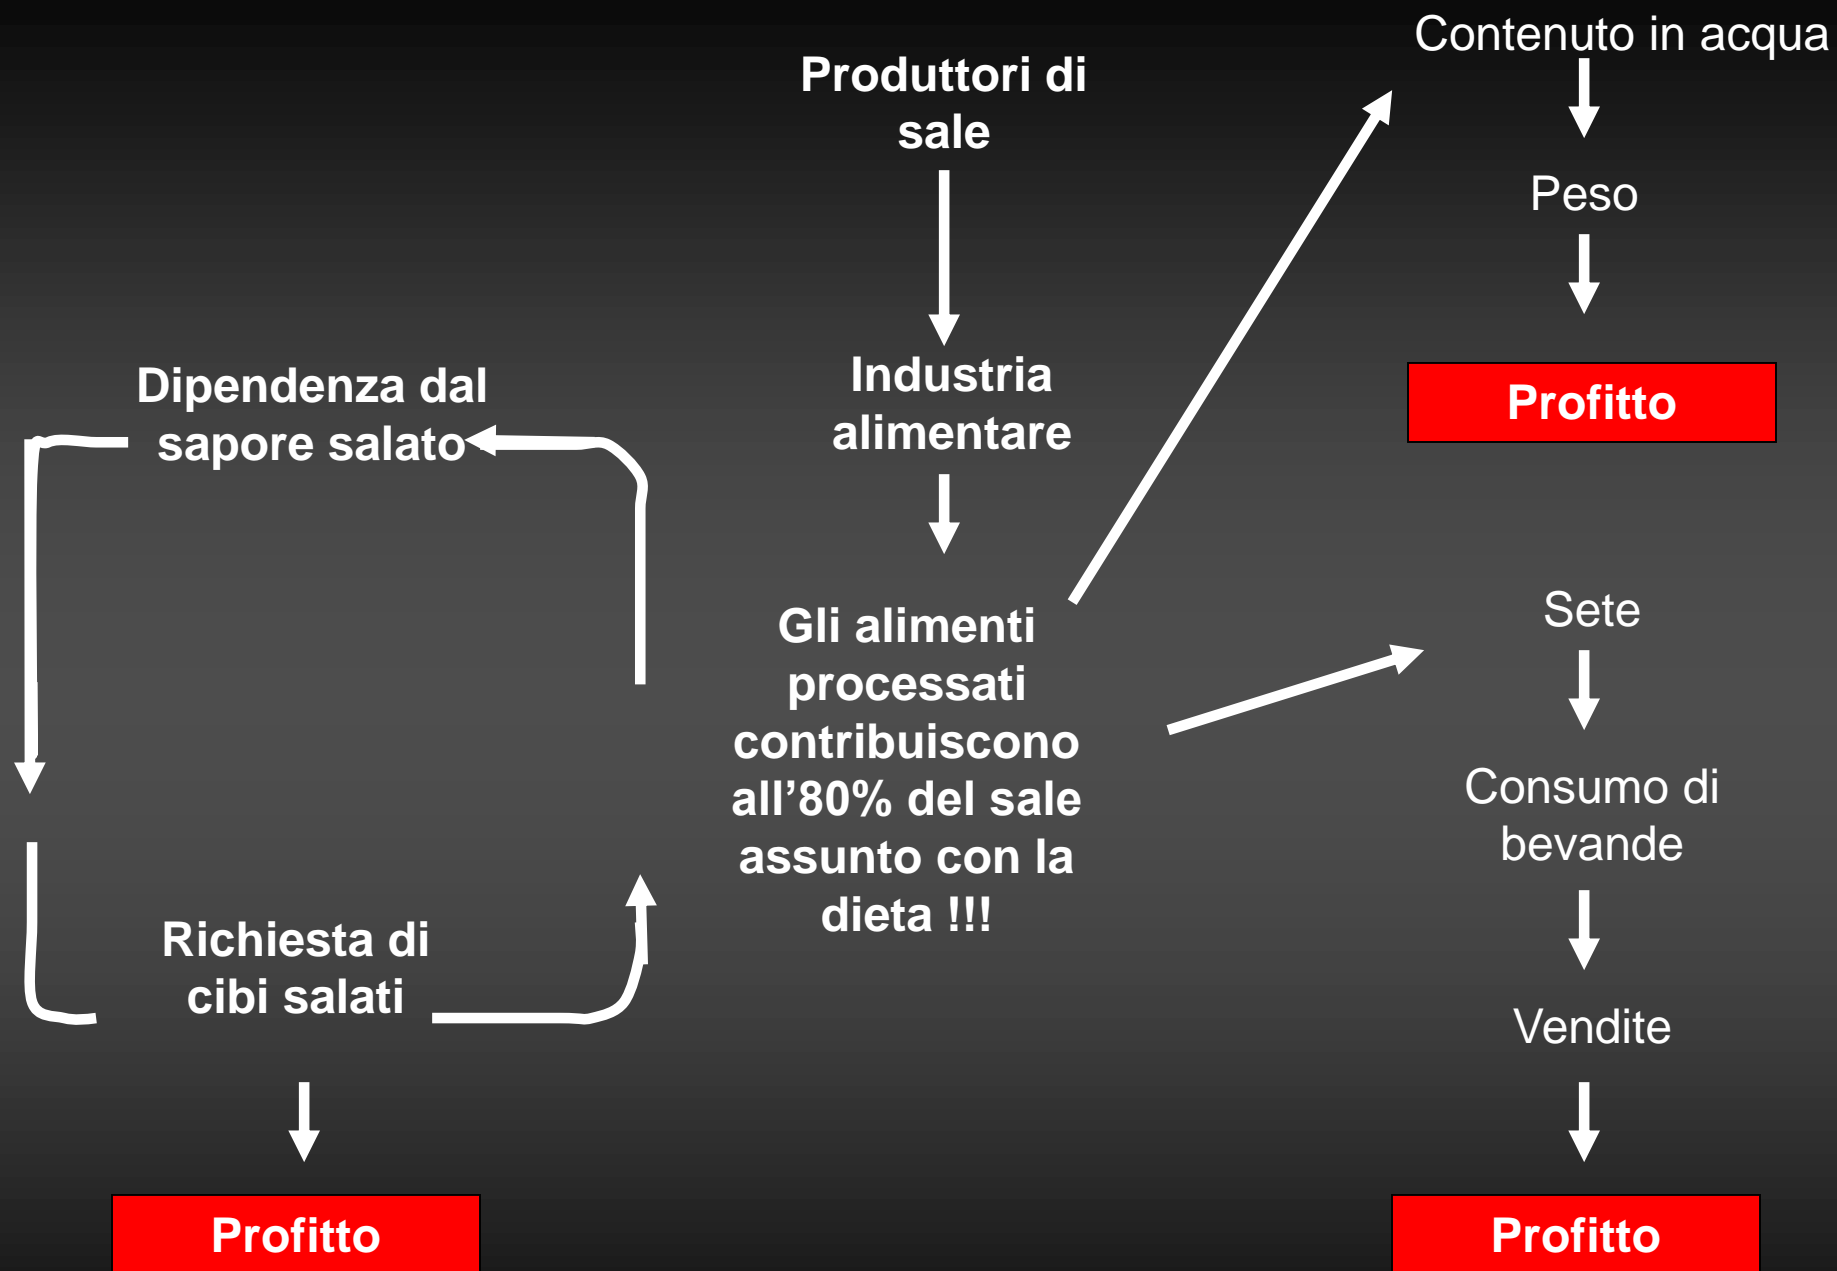 Contenuto in acqua
Produttori di
sale
Peso
Dipendenza dal
sapore salato
Industria
alimentare
Profitto
Gli alimenti
processati
contribuiscono
all’80% del sale
assunto con la
dieta !!!
Sete
Consumo di
bevande
Richiesta di
cibi salati
Vendite
Profitto
Profitto